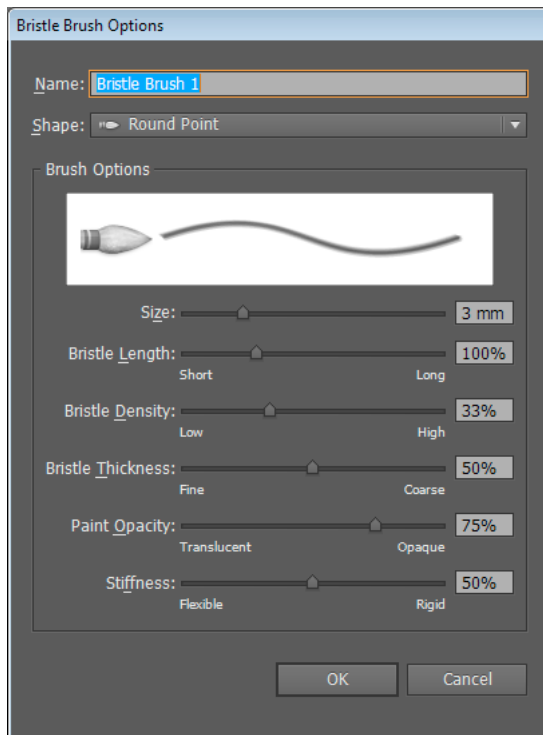 Bristle Brush Options
Name: Bristle Brush 1
Shape: Round Point
Brush Options
Size: 3 mm
Bristle Length: 100%
Short Long
Bristle Density: 33%
Low High
Bristle Thickness: 50%
Fine Coarse
Paint Opacity: 75%
Translucent Opaque
Stiffness: 50%
Flexible Rigid
OK Cancel